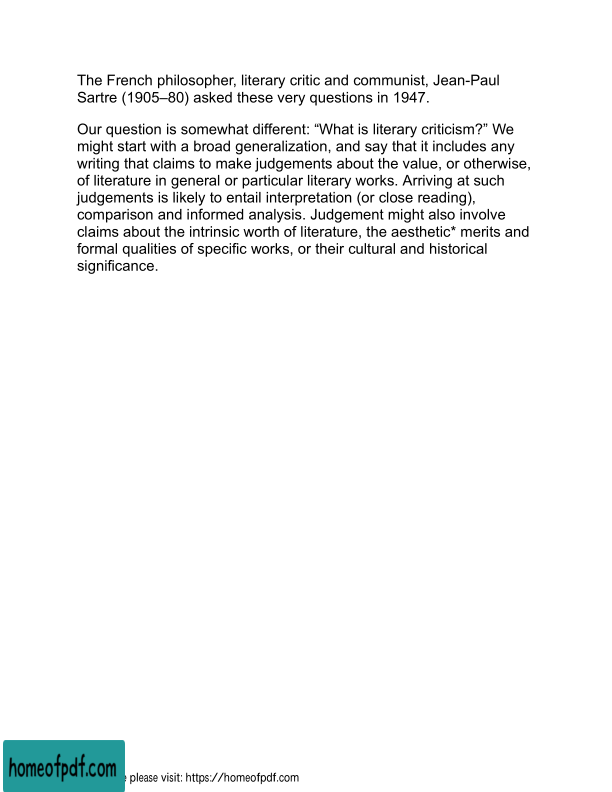 The French philosopher, literary critic and communist, Jean-Paul
Sartre (1905–80) asked these very questions in 1947.
Our question is somewhat different: “What is literary criticism?” We
might start with a broad generalization, and say that it includes any
writing that claims to make judgements about the value, or otherwise,
of literature in general or particular literary works. Arriving at such
judgements is likely to entail interpretation (or close reading),
comparison and informed analysis. Judgement might also involve
claims about the intrinsic worth of literature, the aesthetic* merits and
formal qualities of specific works, or their cultural and historical
significance.
homeofpdf.com
please visit: https://homeofpdf.com